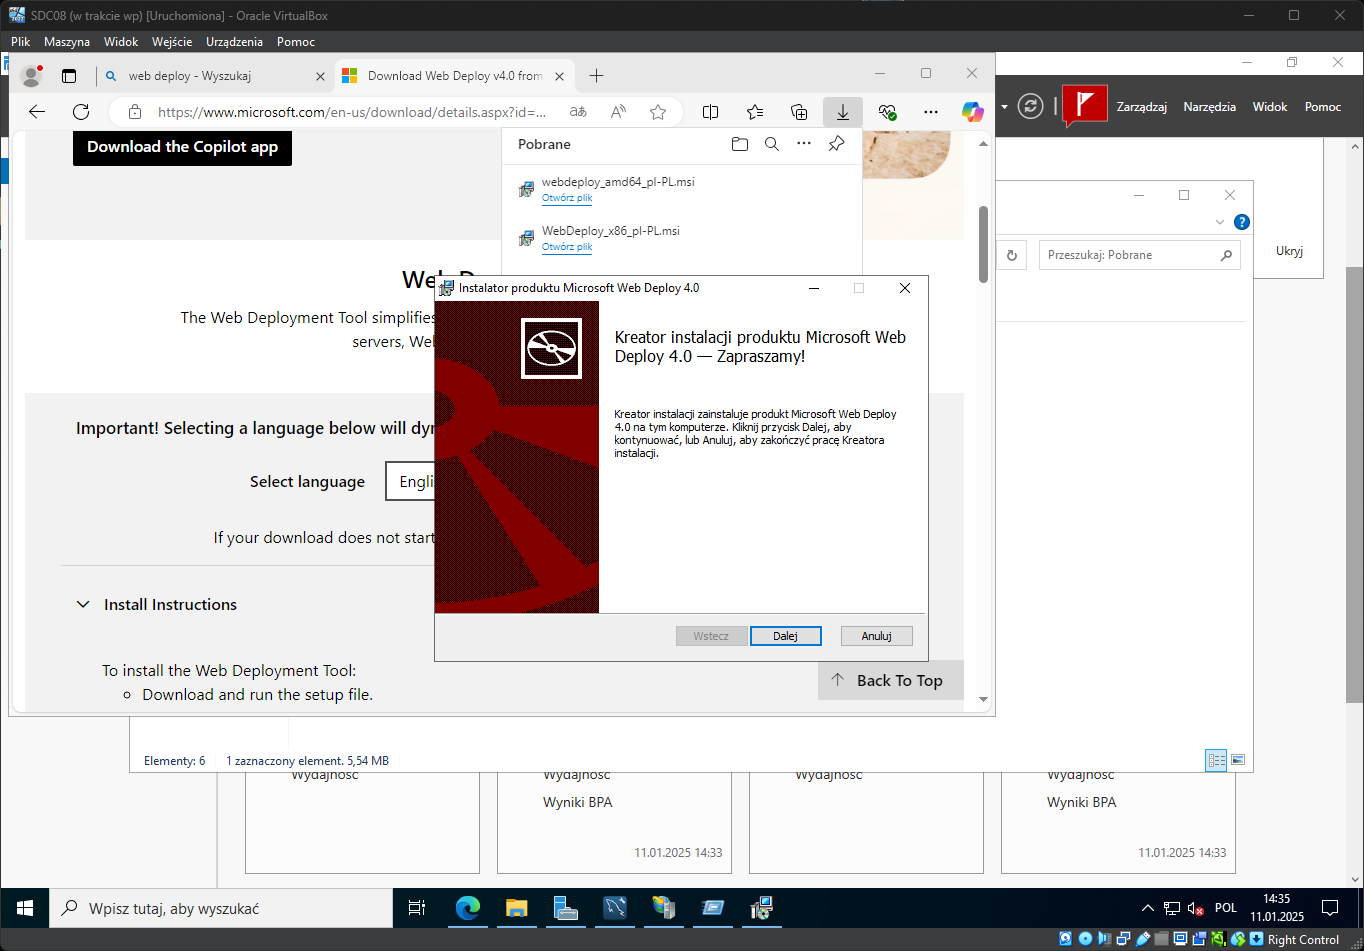 SDC08 (w trakcie wp) [Uruchomiona] - Oracle VirtualBox
Plik Maszyna Widok Wejście Urządzenia Pomoc
web deploy - Wyszukaj
Download Web Deploy v4.0 from
https://www.microsoft.com/en-us/download/details.aspx?id=...
Zarządzaj Narzędzia Widok Pomoc
Download the Copilot app
Pobrane
webdeploy_amd64_pl-PL.msi
Otwórz plik
WebDeploy_x86_pl-PL.msi
Otwórz plik
Przeszukaj: Pobrane
Ukryj
Web D
The Web Deployment Tool simplifies
servers, Web
Important! Selecting a language below will dyn
Select language
Engli
If your download does not start
Install Instructions
To install the Web Deployment Tool:
Download and run the setup file.
Back To Top
Instalator produktu Microsoft Web Deploy 4.0
Kreator instalacji produktu Microsoft Web
Deploy 4.0 — Zapraszamy!
Kreator instalacji zainstaluje produkt Microsoft Web Deploy
4.0 na tym komputerze. Kliknij przycisk Dalej, aby
kontynuować, lub Anuluj, aby zakończyć pracę Kreatora
instalacji.
Wstecz Dalej Anuluj
Elementy: 6 1 zaznaczony element. 5,54 MB
Wydajność Wydajność Wydajność Wydajność
Wyniki BPA Wyniki BPA
11.01.2025 14:33 11.01.2025 14:33
Wpisz tutaj, aby wyszukać
POL
14:35
11.01.2025
Right Control